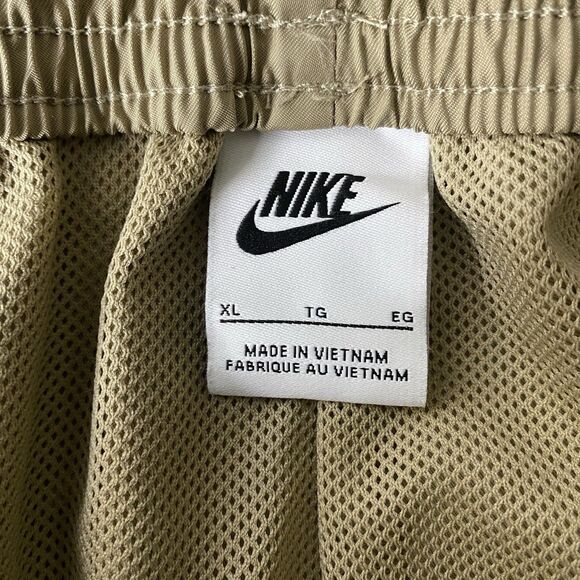 NIKE
XL TG EG
MADE IN VIETNAM
FABRIQUE AU VIETNAM